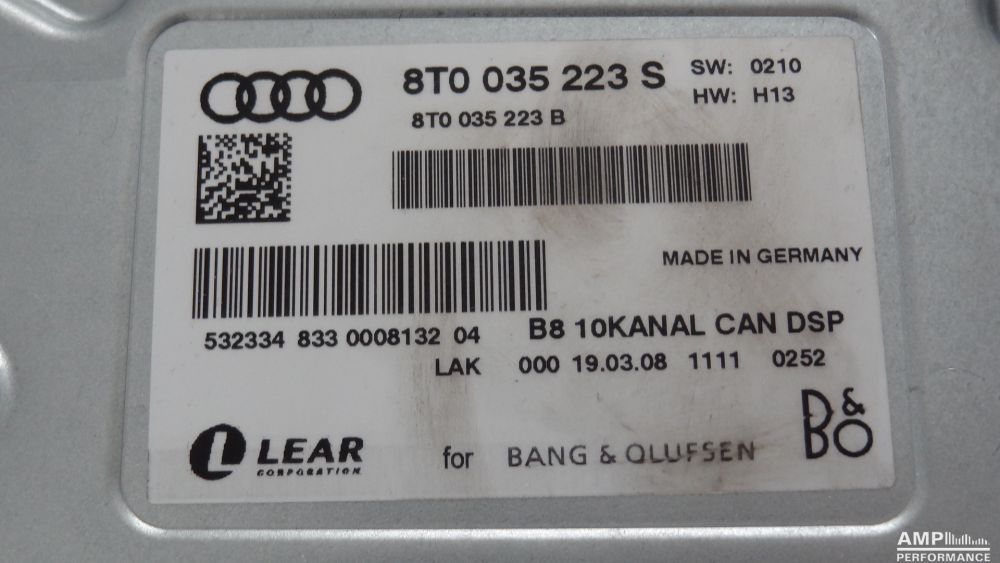 8T0 035 223 S SW: 0210
HW: H13
8T0 035 223 B
MADE IN GERMANY
532334 833 0008132 04
B8 10KANAL CAN DSP
LAK 000 19.03.08 1111 0252
LEAR
CORPORATION
for BANG & OLUFSEN
B&O
AMP
PERFORMANCE